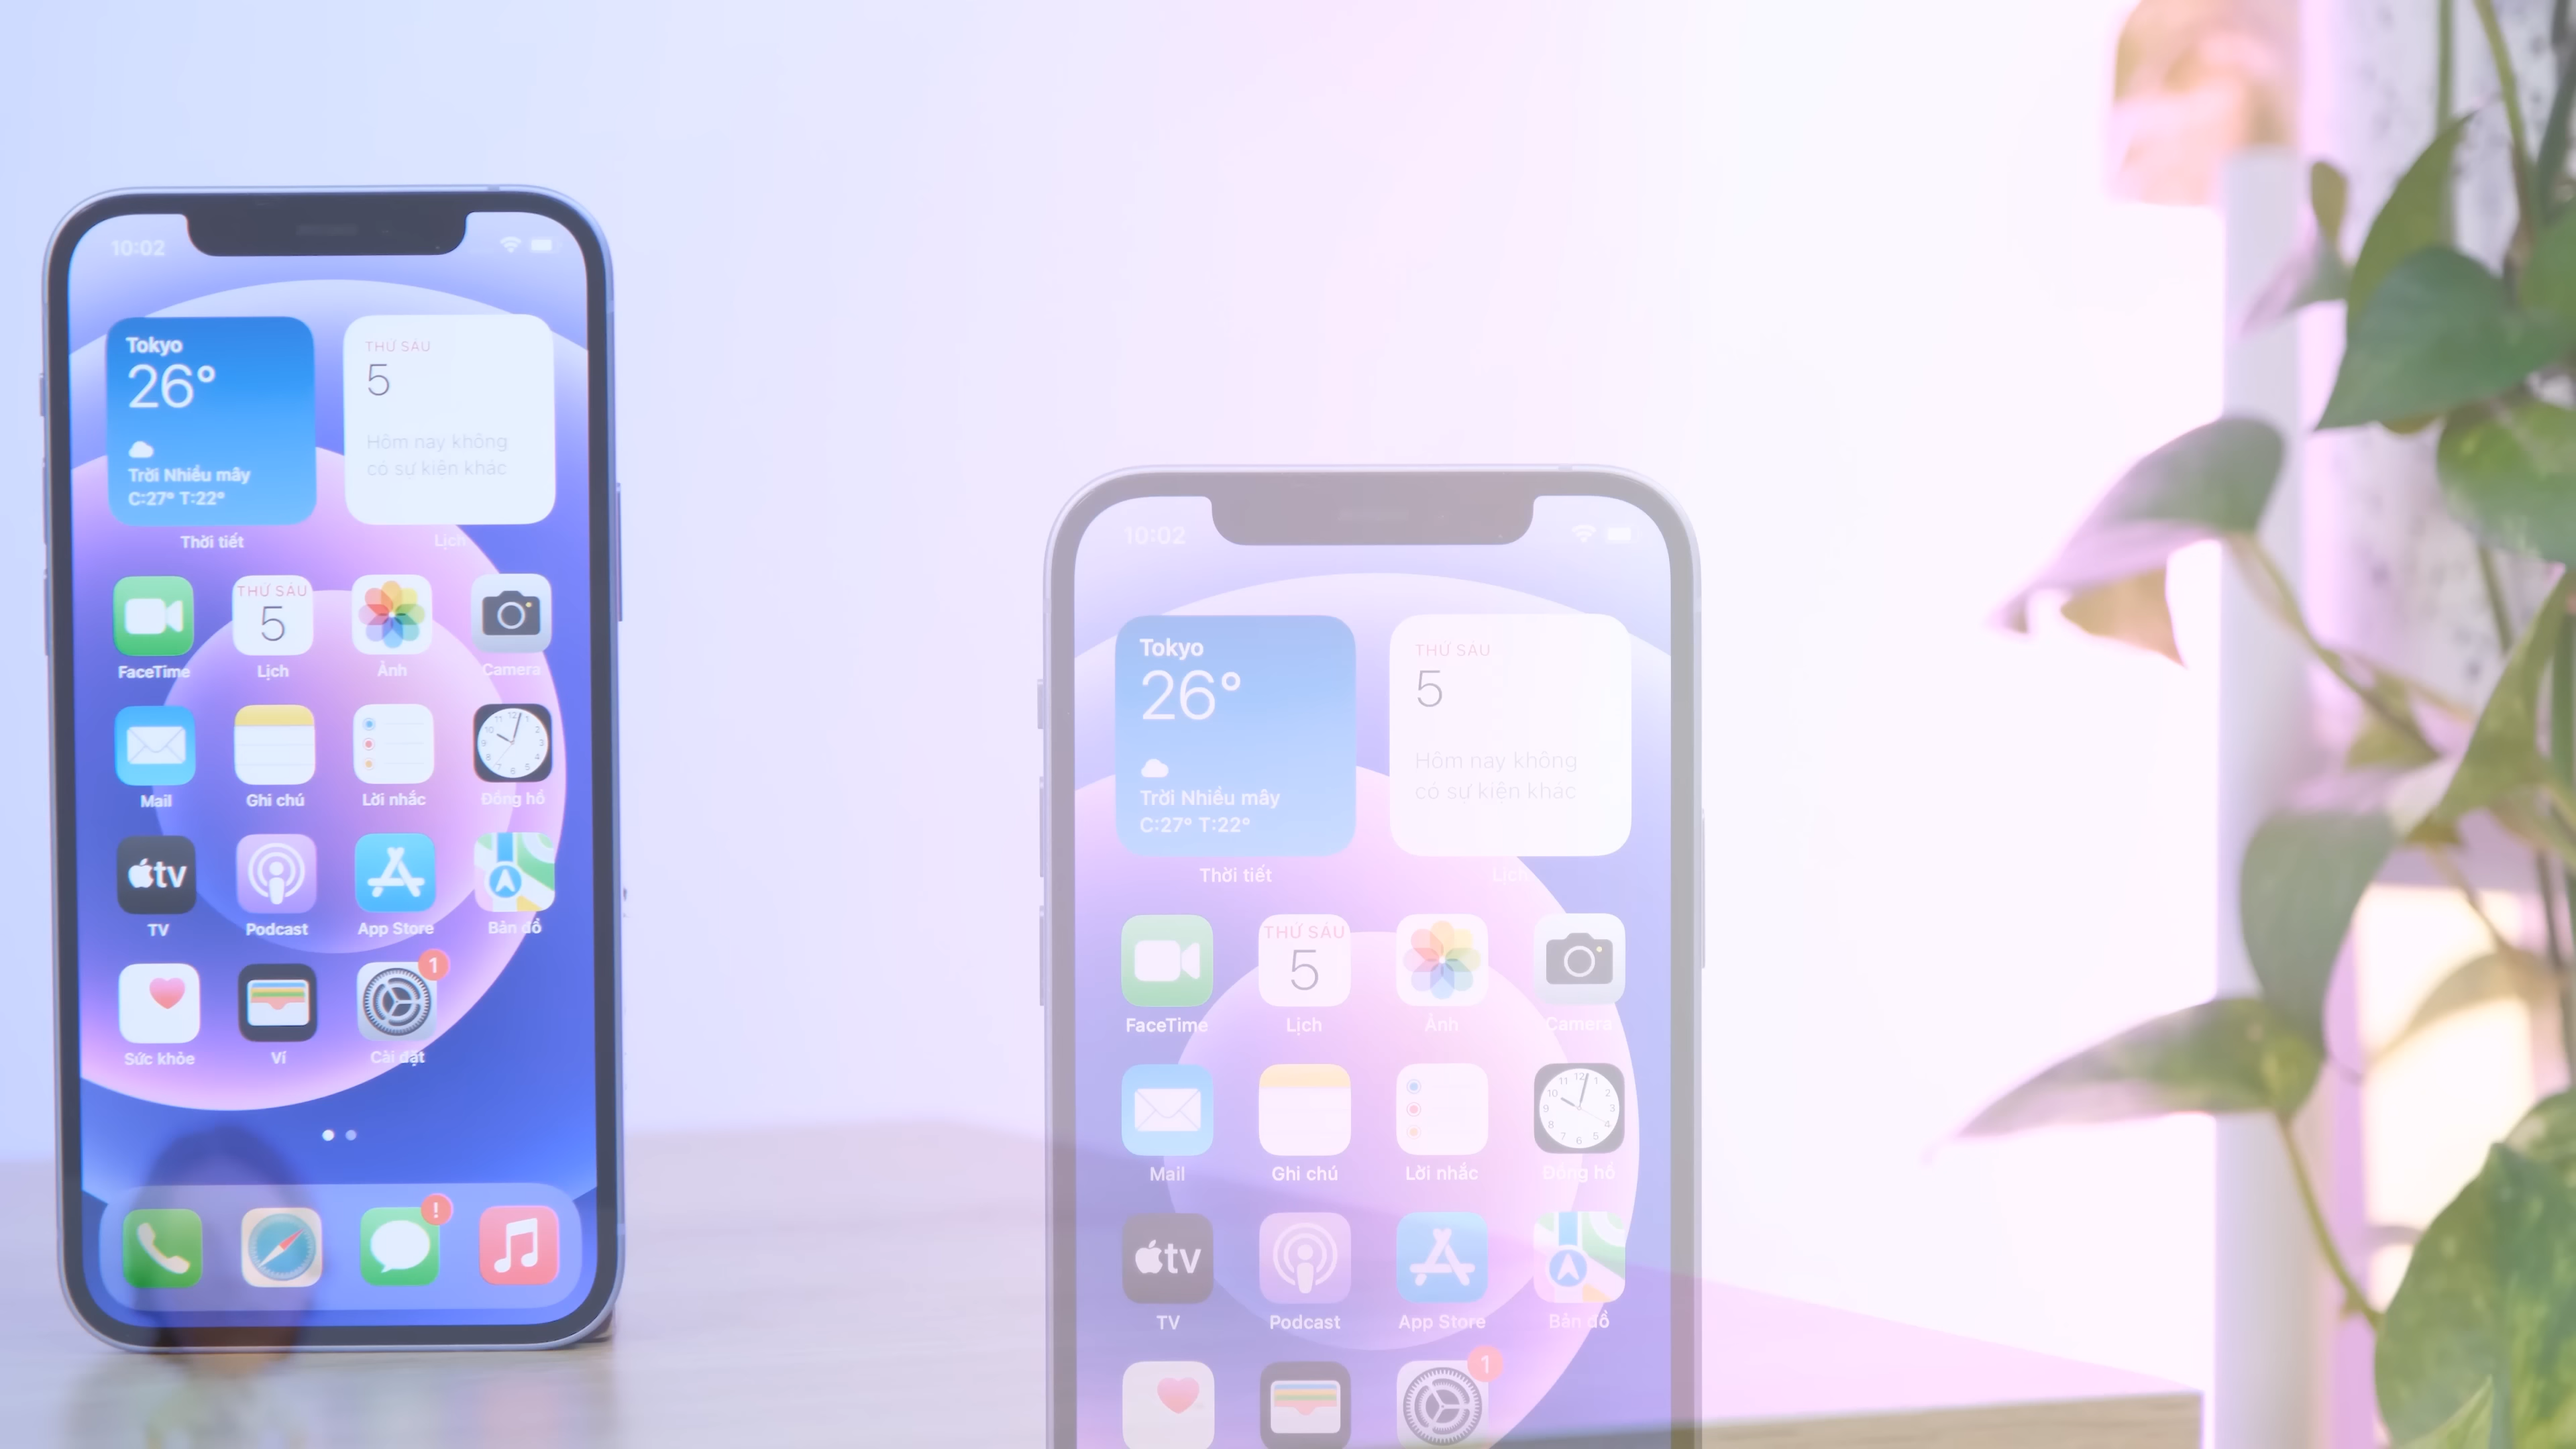 10:02
Tokyo
26°
Trời Nhiều mây
C:27° T:22°
Thời tiết
THỨ SÁU
5
Hôm nay không
có sự kiện khác
Lịch
FaceTime
THỨ SÁU
5
Lịch
Ảnh
Camera
Mail
Ghi chú
Lời nhắc
Đồng hồ
tv
TV
Podcast
App Store
Bản đồ
Sức khỏe
Ví
1
Cài đặt
!
10:02
Tokyo
26°
Trời Nhiều mây
C:27° T:22°
Thời tiết
THỨ SÁU
5
Hôm nay không
có sự kiện khác
Lịch
FaceTime
THỨ SÁU
5
Lịch
Ảnh
Camera
Mail
Ghi chú
Lời nhắc
Đồng hồ
tv
TV
Podcast
App Store
Bản đồ
1